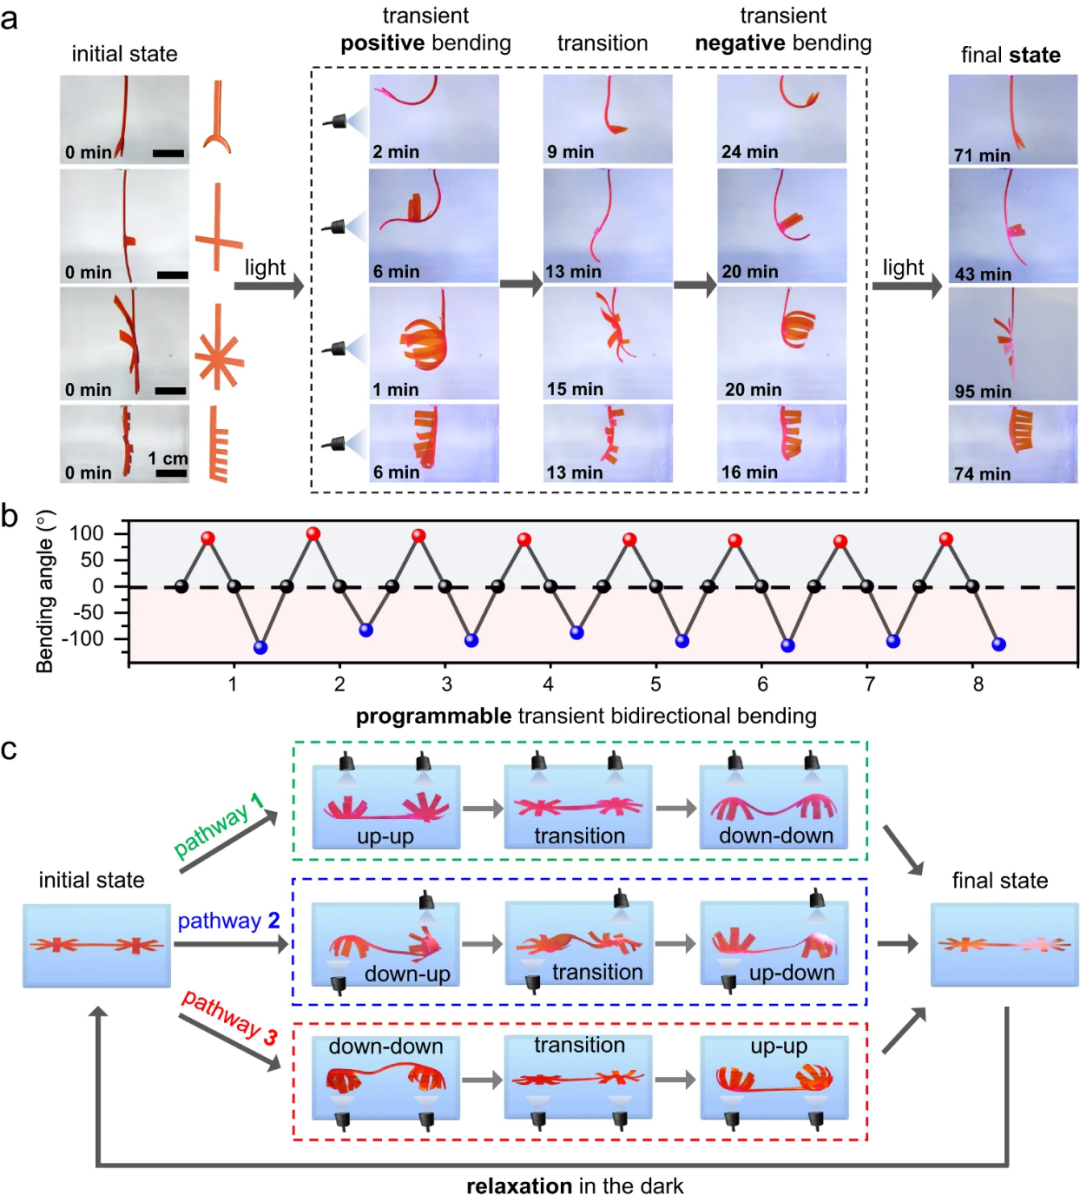 a
initial state
transient
positive bending
transition
transient
negative bending
final state
0 min
2 min
9 min
24 min
71 min
0 min
6 min
13 min
20 min
43 min
light
light
0 min
1 min
15 min
20 min
95 min
0 min
1 cm
6 min
13 min
16 min
74 min
b
Bending angle (°)
100
50
0
-50
-100
1 2 3 4 5 6 7 8
programmable transient bidirectional bending
c
initial state
pathway 1
up-up
transition
down-down
pathway 2
down-up
transition
up-down
pathway 3
down-down
transition
up-up
final state
relaxation in the dark